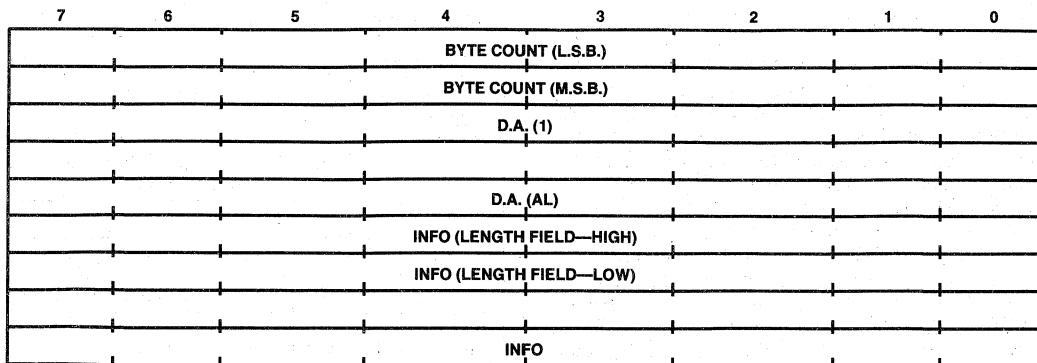 7 6 5 4 3 2 1 0
BYTE COUNT (L.S.B.)
BYTE COUNT (M.S.B.)
D.A. (1)
D.A. (AL)
INFO (LENGTH FIELD—HIGH)
INFO (LENGTH FIELD—LOW)
INFO